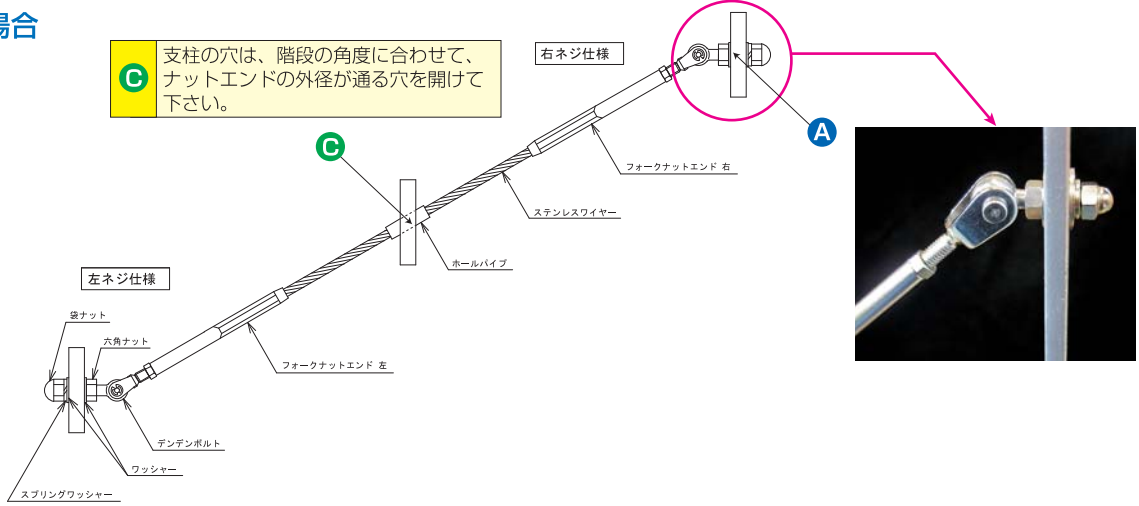 場合
C
支柱の穴は、階段の角度に合わせて、
ナットエンドの外径が通る穴を開けて
下さい。
右ネジ仕様
A
C
フォークナットエンド 右
ステンレスワイヤー
ホールパイプ
左ネジ仕様
袋ナット
六角ナット
フォークナットエンド 左
デンデンボルト
ワッシャー
スプリングワッシャー